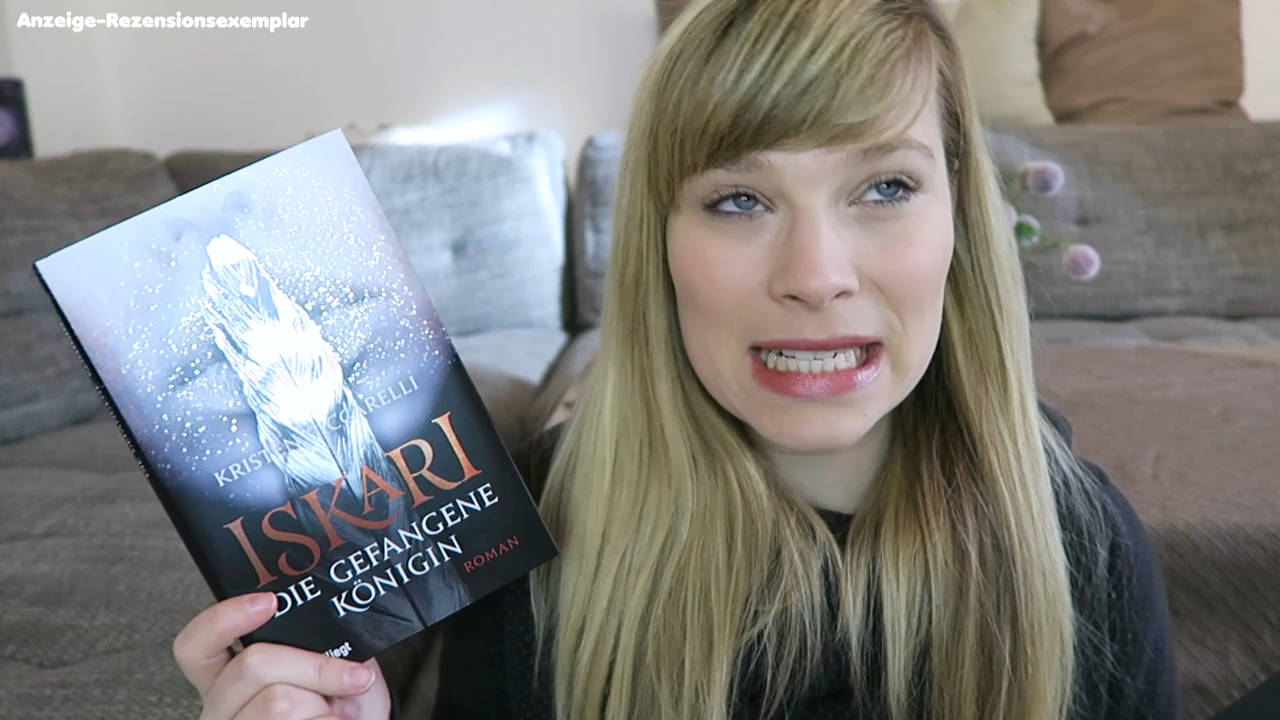 Anzeige-Rezensionsexemplar
ISKARI
DIE GEFANGENE
KÖNIGIN
ROMAN